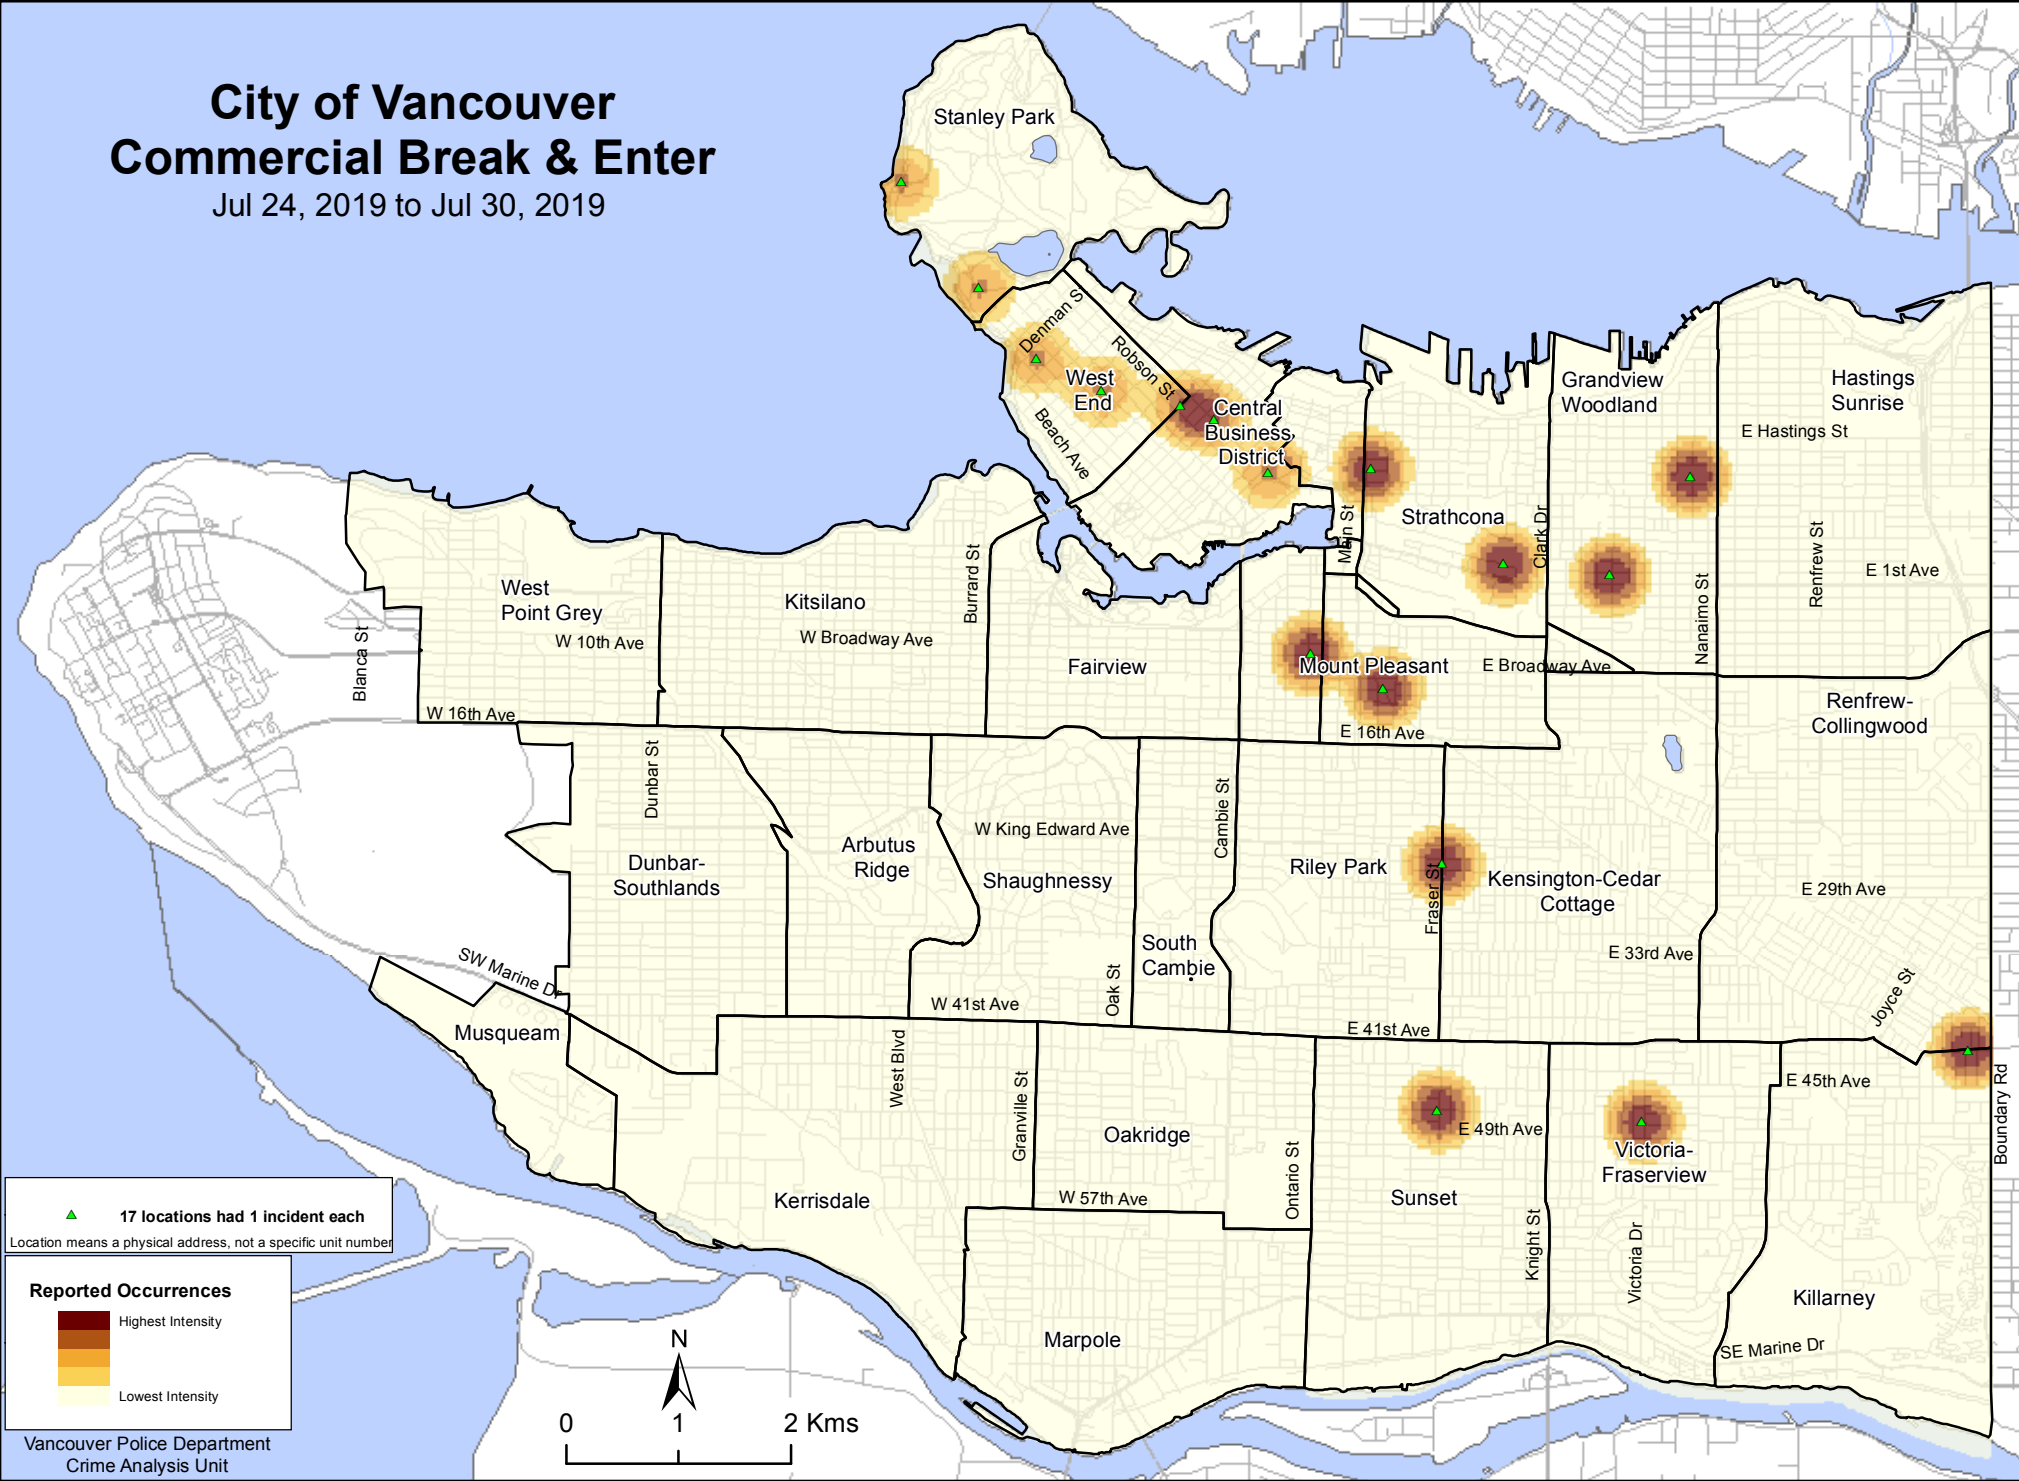 City of Vancouver
Commercial Break & Enter
Jul 24, 2019 to Jul 30, 2019
Stanley Park
Denman S
Robson St
West
End
Beach Ave
Central
Business
District
Grandview
Woodland
Hastings
Sunrise
E Hastings St
Main St
Strathcona
Clark Dr
Nanaimo St
Renfrew St
E 1st Ave
West
Point Grey
W 10th Ave
Blanca St
W 16th Ave
Kitsilano
W Broadway Ave
Burrard St
Fairview
Mount Pleasant
E Broadway Ave
E 16th Ave
Renfrew-
Collingwood
Dunbar St
Dunbar-
Southlands
Arbutus
Ridge
W King Edward Ave
Shaughnessy
Cambie St
South
Cambie
Oak St
Riley Park
Fraser St
Kensington-Cedar
Cottage
E 29th Ave
E 33rd Ave
Joyce St
SW Marine Dr
Musqueam
W 41st Ave
E 41st Ave
West Blvd
Granville St
Oakridge
W 57th Ave
Ontario St
Kerrisdale
Marpole
E 49th Ave
Sunset
Knight St
Victoria-
Fraserview
Victoria Dr
E 45th Ave
Boundary Rd
Killarney
SE Marine Dr
17 locations had 1 incident each
Location means a physical address, not a specific unit number
Reported Occurrences
Highest Intensity
Lowest Intensity
Vancouver Police Department
Crime Analysis Unit
N
0 1 2 Kms